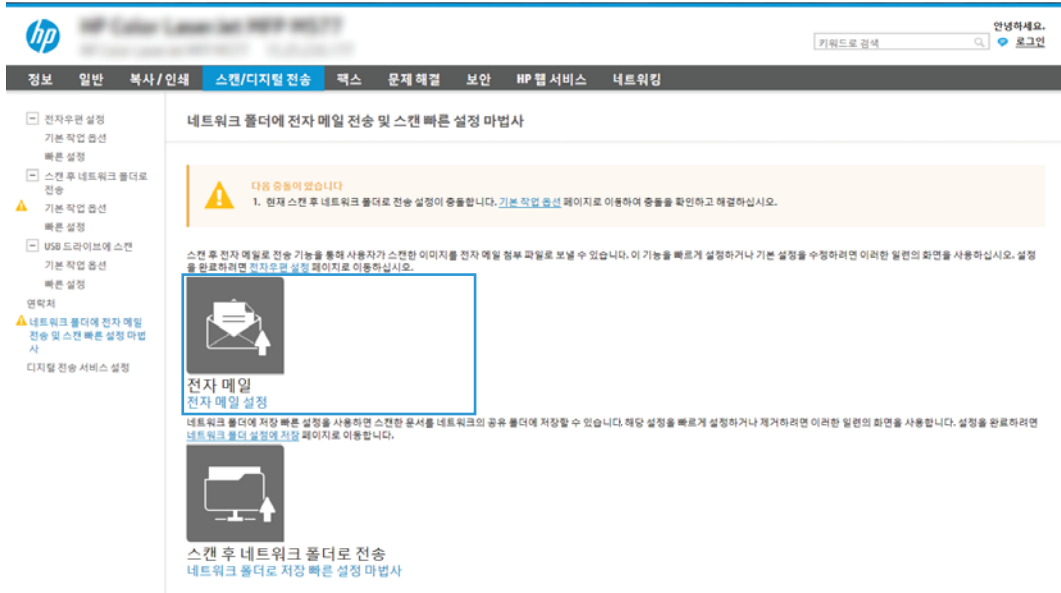 hp
안녕하세요.
키워드로 검색
로그인
정보 일반 복사 / 인쇄 스캔/디지털 전송 팩스 문제 해결 보안 HP 웹 서비스 네트워킹
전자우편 설정
기본 작업 옵션
빠른 설정
스캔 후 네트워크 폴더로
전송
기본 작업 옵션
빠른 설정
USB 드라이브에 스캔
기본 작업 옵션
빠른 설정
연락처
네트워크 폴더에 전자 메일
전송 및 스캔 빠른 설정 마법
사
디지털 전송 서비스 설정
네트워크 폴더에 전자 메일 전송 및 스캔 빠른 설정 마법사
다음 충돌이 있습니다
1. 현재 스캔 후 네트워크 폴더로 전송 설정이 충돌합니다. 기본 작업 옵션 페이지로 이동하여 충돌을 확인하고 해결하십시오.
스캔 후 전자 메일로 전송 기능을 통해 사용자가 스캔한 이미지를 전자 메일 첨부 파일로 보낼 수 있습니다. 이 기능을 빠르게 설정하거나 기본 설정을 수정하려면 이러한 일련의 화면을 사용하십시오. 설정
을 완료하려면 전자우편 설정 페이지로 이동하십시오.
전자 메일
전자 메일 설정
네트워크 폴더에 저장 빠른 설정을 사용하면 스캔한 문서를 네트워크의 공유 폴더에 저장할 수 있습니다. 해당 설정을 빠르게 설정하거나 제거하려면 이러한 일련의 화면을 사용합니다. 설정을 완료하려면
네트워크 폴더 설정에 저장 페이지로 이동합니다.
스캔 후 네트워크 폴더로 전송
네트워크 폴더로 저장 빠른 설정 마법사